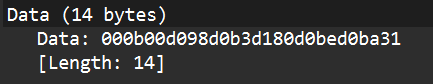 Data (14 bytes)
Data: 000b00d098d0b3d180d0bed0ba31
[Length: 14]